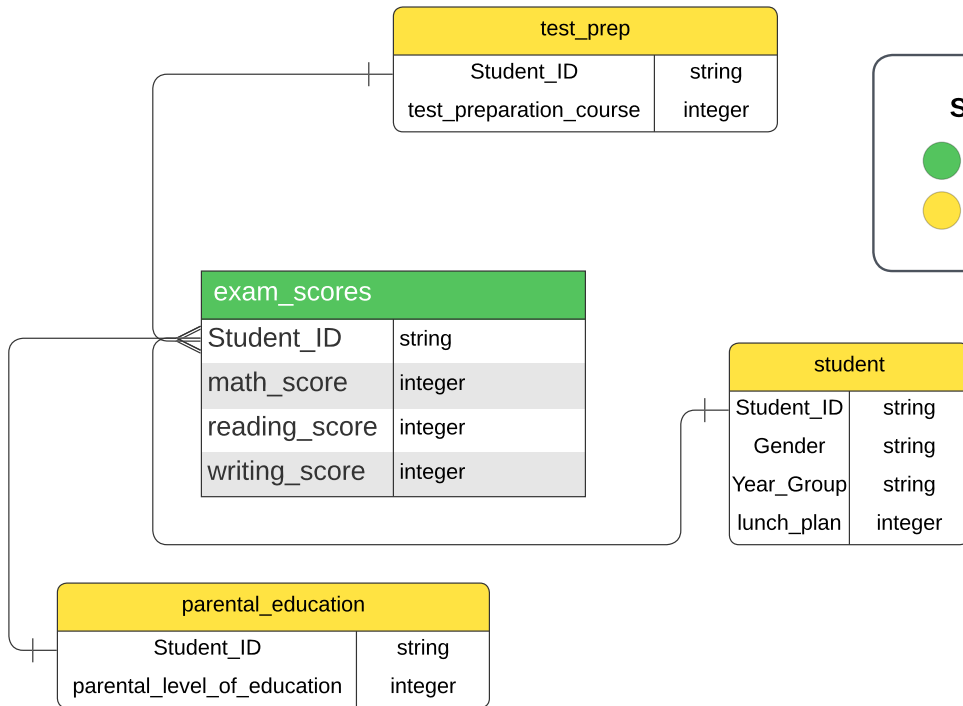 test_prep
Student_ID string
test_preparation_course integer
exam_scores
Student_ID string
math_score integer
reading_score integer
writing_score integer
student
Student_ID string
Gender string
Year_Group string
lunch_plan integer
parental_education
Student_ID string
parental_level_of_education integer